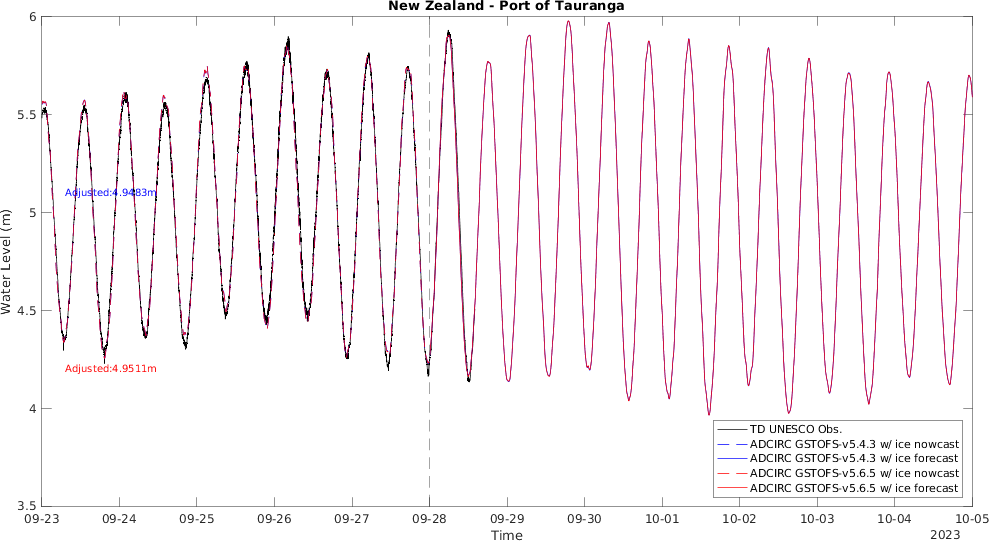 New Zealand - Port of Tauranga
6
5.5
5
4.5
4
3.5
Water Level (m)
Adjusted:4.9483m
Adjusted:4.9511m
TD UNESCO Obs.
ADCIRC GSTOFS-v5.4.3 w/ ice nowcast
ADCIRC GSTOFS-v5.4.3 w/ ice forecast
ADCIRC GSTOFS-v5.6.5 w/ ice nowcast
ADCIRC GSTOFS-v5.6.5 w/ ice forecast
09-23 09-24 09-25 09-26 09-27 09-28 09-29 09-30 10-01 10-02 10-03 10-04 10-05
Time
2023